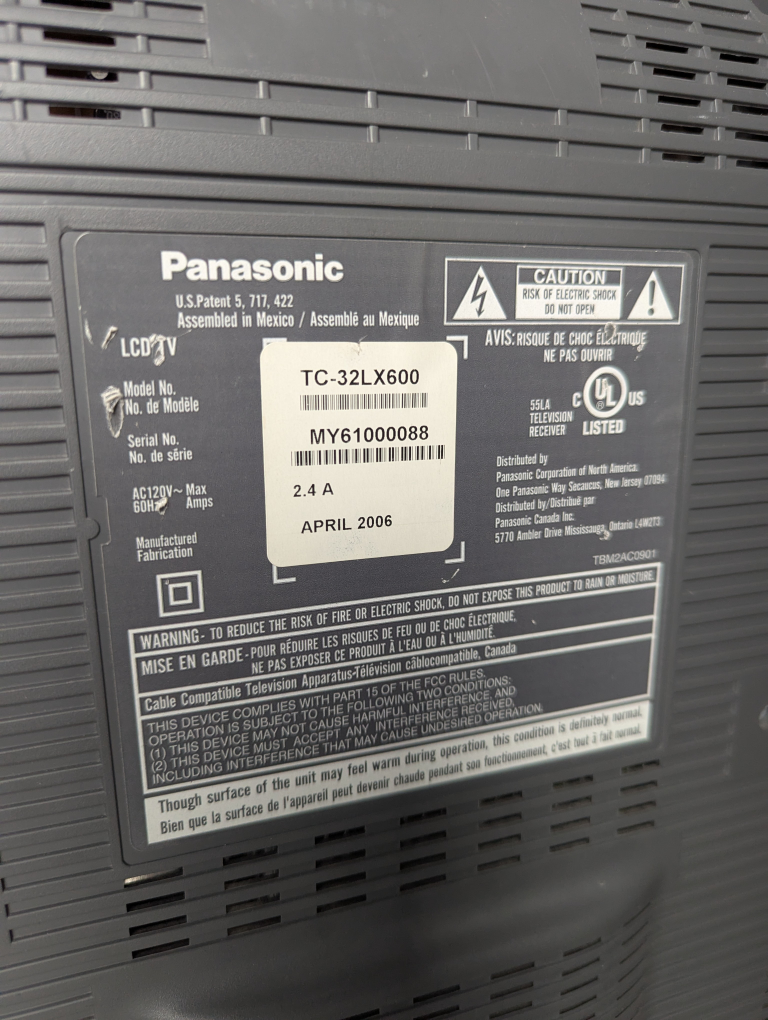 Panasonic
U.S.Patent 5, 717, 422
Assembled in Mexico / Assemblé au Mexique
CAUTION
RISK OF ELECTRIC SHOCK
DO NOT OPEN
AVIS: RISQUE DE CHOC ÉLECTRIQUE
NE PAS OUVRIR
LCD TV
Model No.
No. de Modèle
TC-32LX600
Serial No.
No. de série
MY61000088
AC120V~ Max
60Hz Amps
2.4 A
Manufactured
Fabrication
APRIL 2006
55LA
TELEVISION
RECEIVER
C UL® US
LISTED
Distributed by
Panasonic Corporation of North America.
One Panasonic Way Secaucus, New Jersey 07094
Distributed by/Distribué par
Panasonic Canada Inc.
5770 Ambler Drive Mississauga, Ontario L4W2T3
TBM2AC0901
WARNING - TO REDUCE THE RISK OF FIRE OR ELECTRIC SHOCK, DO NOT EXPOSE THIS PRODUCT TO RAIN OR MOISTURE.
MISE EN GARDE - POUR RÉDUIRE LES RISQUES DE FEU OU DE CHOC ÉLECTRIQUE,
NE PAS EXPOSER CE PRODUIT À L'EAU OU À L'HUMIDITÉ.
Cable Compatible Television Apparatus-Télévision câblocompatible, Canada
THIS DEVICE COMPLIES WITH PART 15 OF THE FCC RULES.
OPERATION IS SUBJECT TO THE FOLLOWING TWO CONDITIONS:
(1) THIS DEVICE MAY NOT CAUSE HARMFUL INTERFERENCE, AND
(2) THIS DEVICE MUST ACCEPT ANY INTERFERENCE RECEIVED,
INCLUDING INTERFERENCE THAT MAY CAUSE UNDESIRED OPERATION.
Though surface of the unit may feel warm during operation, this condition is definitely normal.
Bien que la surface de l'appareil peut devenir chaude pendant son fonctionnement, c'est tout à fait normal.